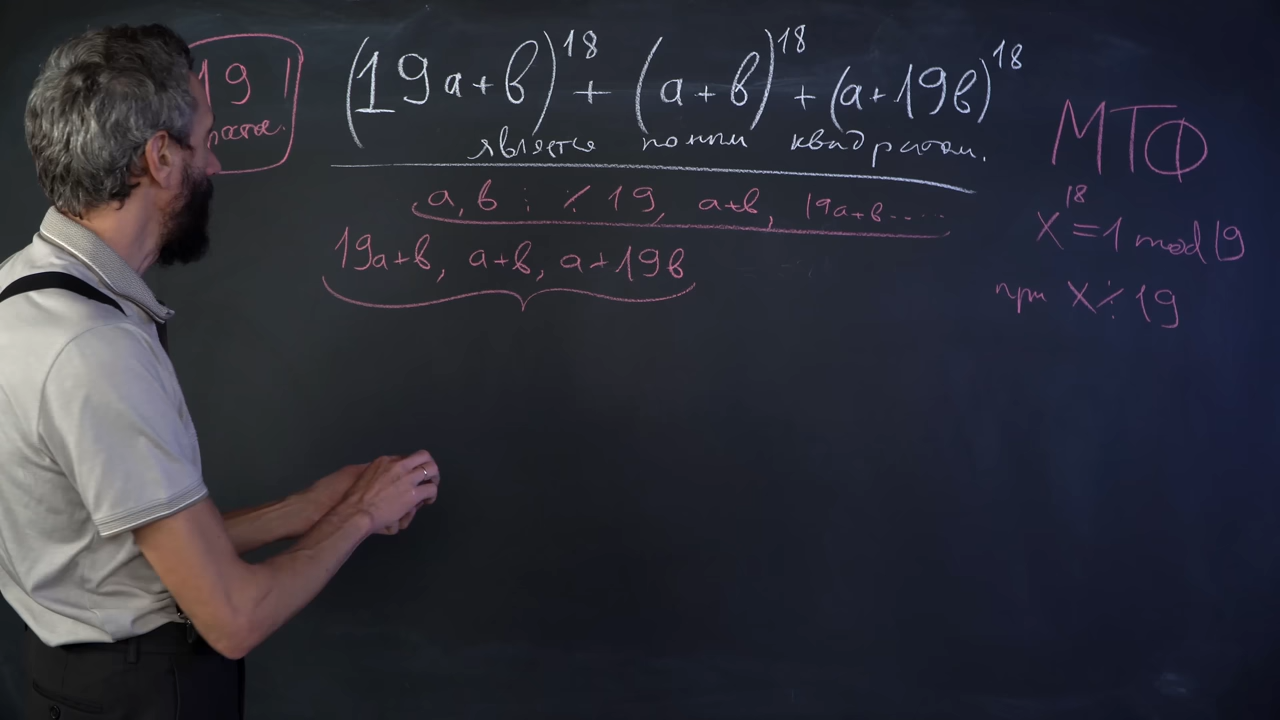 19!
прастое.
(19a+b)^18 + (a+b)^18 + (a+19b)^18
является полным квадратом.
a, b ⋮̸ 19, a+b, 19a+b.....
19a+b, a+b, a+19b
МТФ
x^18 ≡ 1 mod 19
при x ⋮̸ 19